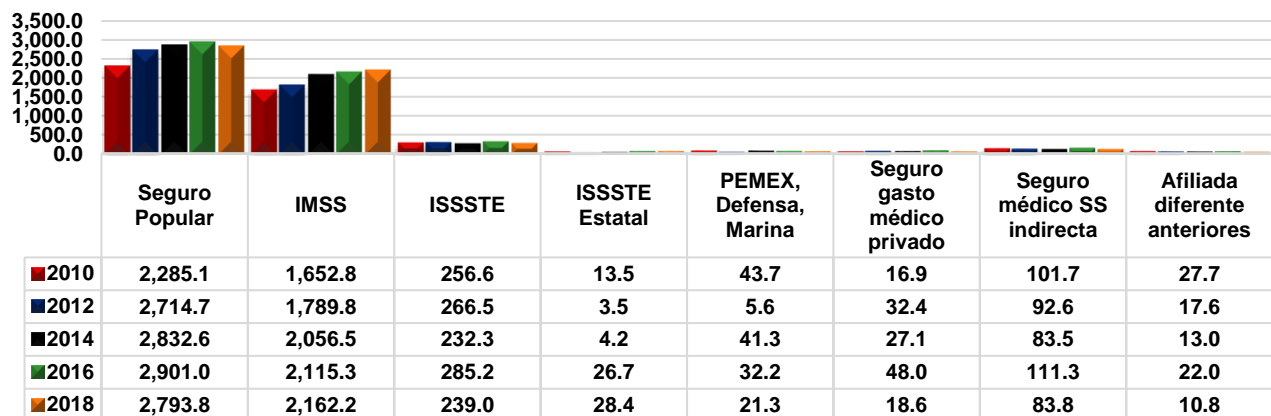 3,500.0
3,000.0
2,500.0
2,000.0
1,500.0
1,000.0
500.0
0.0
Seguro Popular IMSS ISSSTE ISSSTE Estatal PEMEX, Defensa, Marina Seguro gasto médico privado Seguro médico SS indirecta Afiliada diferente anteriores
2010 2,285.1 1,652.8 256.6 13.5 43.7 16.9 101.7 27.7
2012 2,714.7 1,789.8 266.5 3.5 5.6 32.4 92.6 17.6
2014 2,832.6 2,056.5 232.3 4.2 41.3 27.1 83.5 13.0
2016 2,901.0 2,115.3 285.2 26.7 32.2 48.0 111.3 22.0
2018 2,793.8 2,162.2 239.0 28.4 21.3 18.6 83.8 10.8